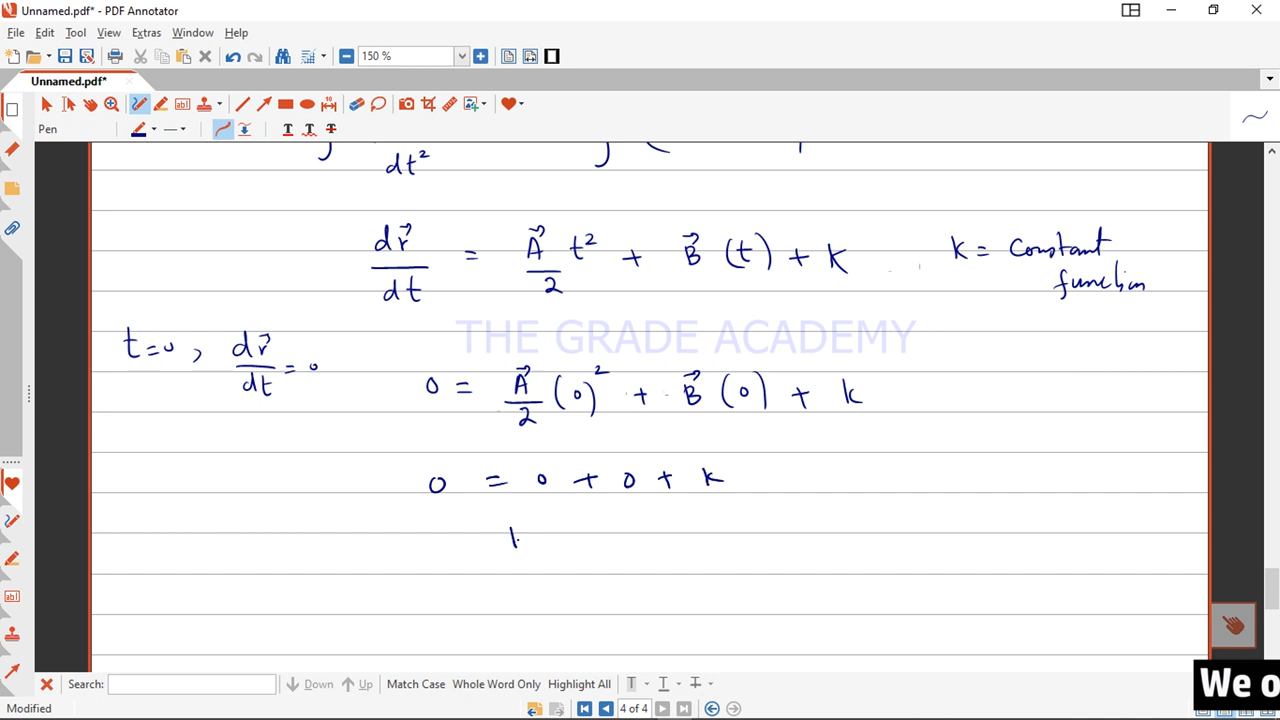 Unnamed.pdf* - PDF Annotator
File Edit Tool View Extras Window Help
150 %
Unnamed.pdf*
Pen
dt²
dr⃗/dt = A⃗/2 t² + B⃗ (t) + k k = Constant
function
THE GRADE ACADEMY
t=0, dr⃗/dt = 0
0 = A⃗/2 (0)² + B⃗ (0) + k
0 = 0 + 0 + k
Search: Down Up Match Case Whole Word Only Highlight All
We o
Modified 4 of 4